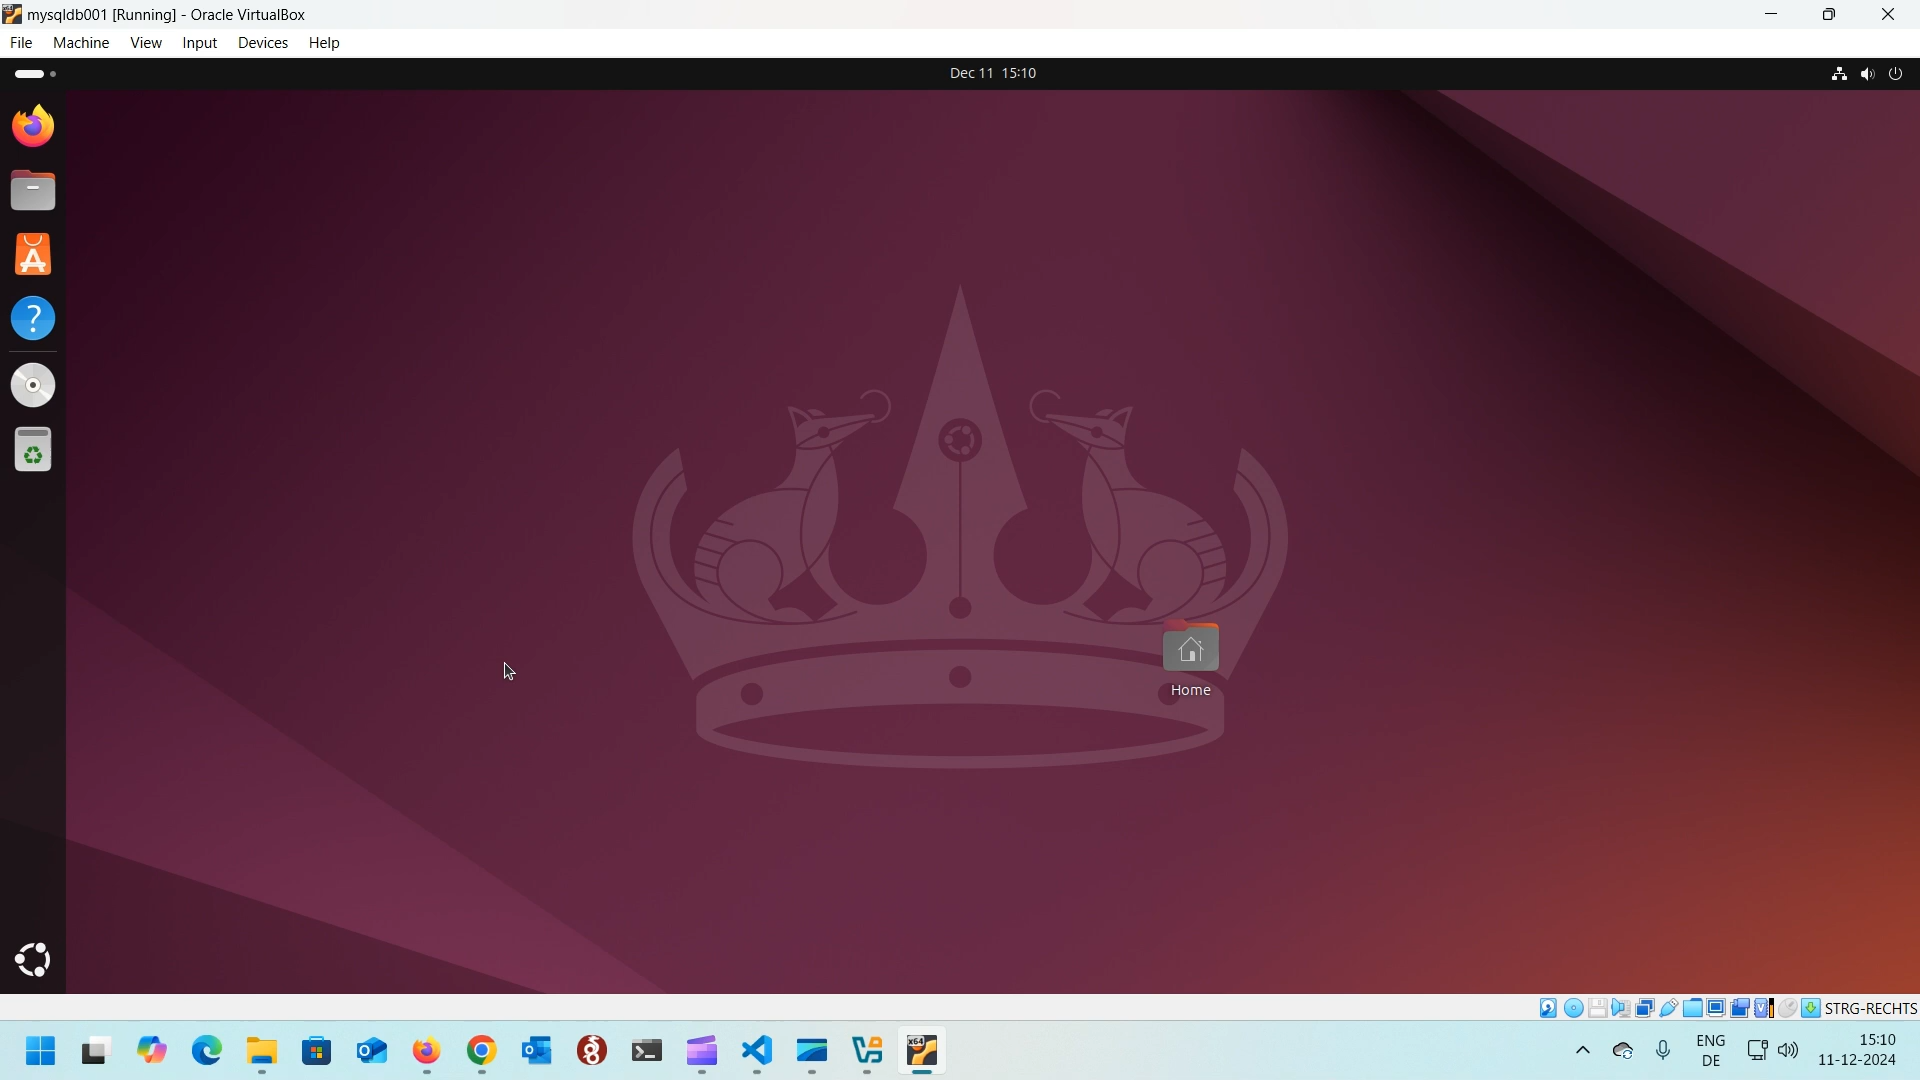 mysqldb001 [Running] - Oracle VirtualBox
File Machine View Input Devices Help
Dec 11 15:10
Home
STRG-RECHTS
ENG
DE
15:10
11-12-2024